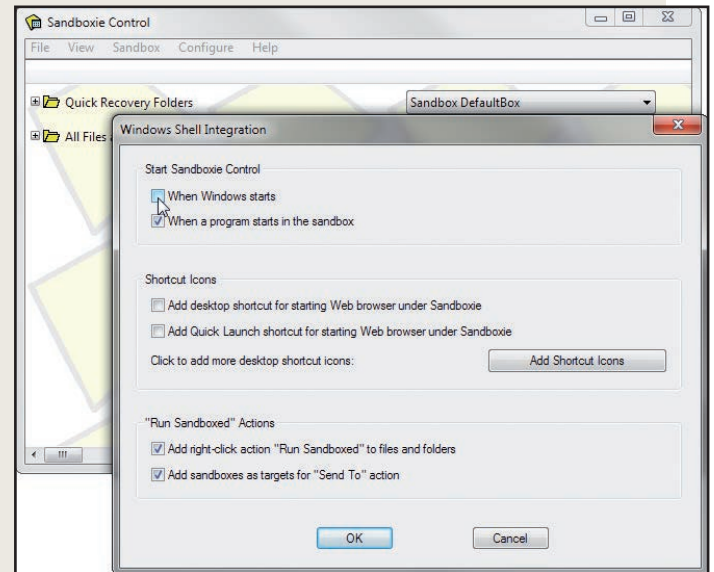 Sandboxie Control
File View Sandbox Configure Help
Quick Recovery Folders
Sandbox DefaultBox
All Files
Windows Shell Integration
Start Sandboxie Control
When Windows starts
When a program starts in the sandbox
Shortcut Icons
Add desktop shortcut for starting Web browser under Sandboxie
Add Quick Launch shortcut for starting Web browser under Sandboxie
Click to add more desktop shortcut icons:
Add Shortcut Icons
"Run Sandboxed" Actions
Add right-click action "Run Sandboxed" to files and folders
Add sandboxes as targets for "Send To" action
OK
Cancel